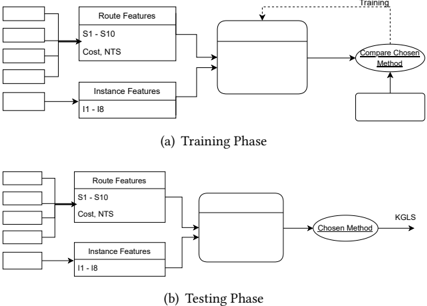 Training
Route Features
S1 - S10
Cost, NTS
Instance Features
I1 - I8
Compare Chosen
Method
(a) Training Phase
Route Features
S1 - S10
Cost, NTS
Instance Features
I1 - I8
Chosen Method
KGLS
(b) Testing Phase